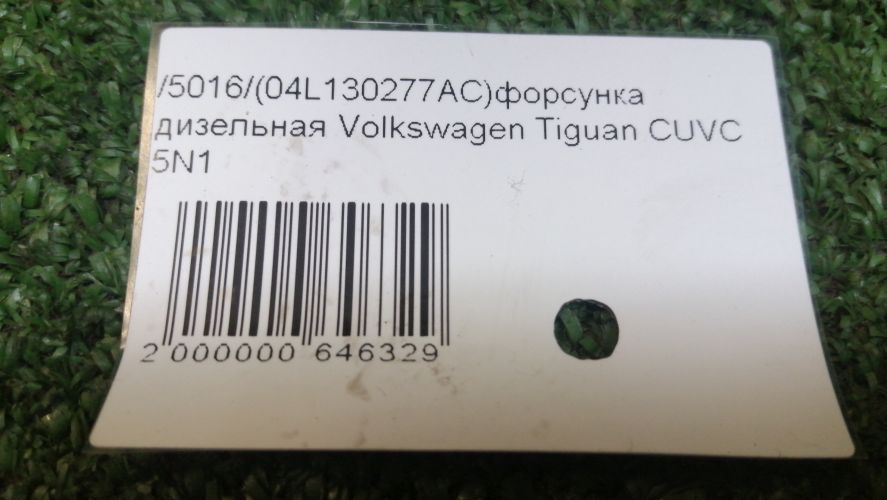 /5016/(04L130277AC)форсунка
дизельная Volkswagen Tiguan CUVC
5N1
2 000000 646329